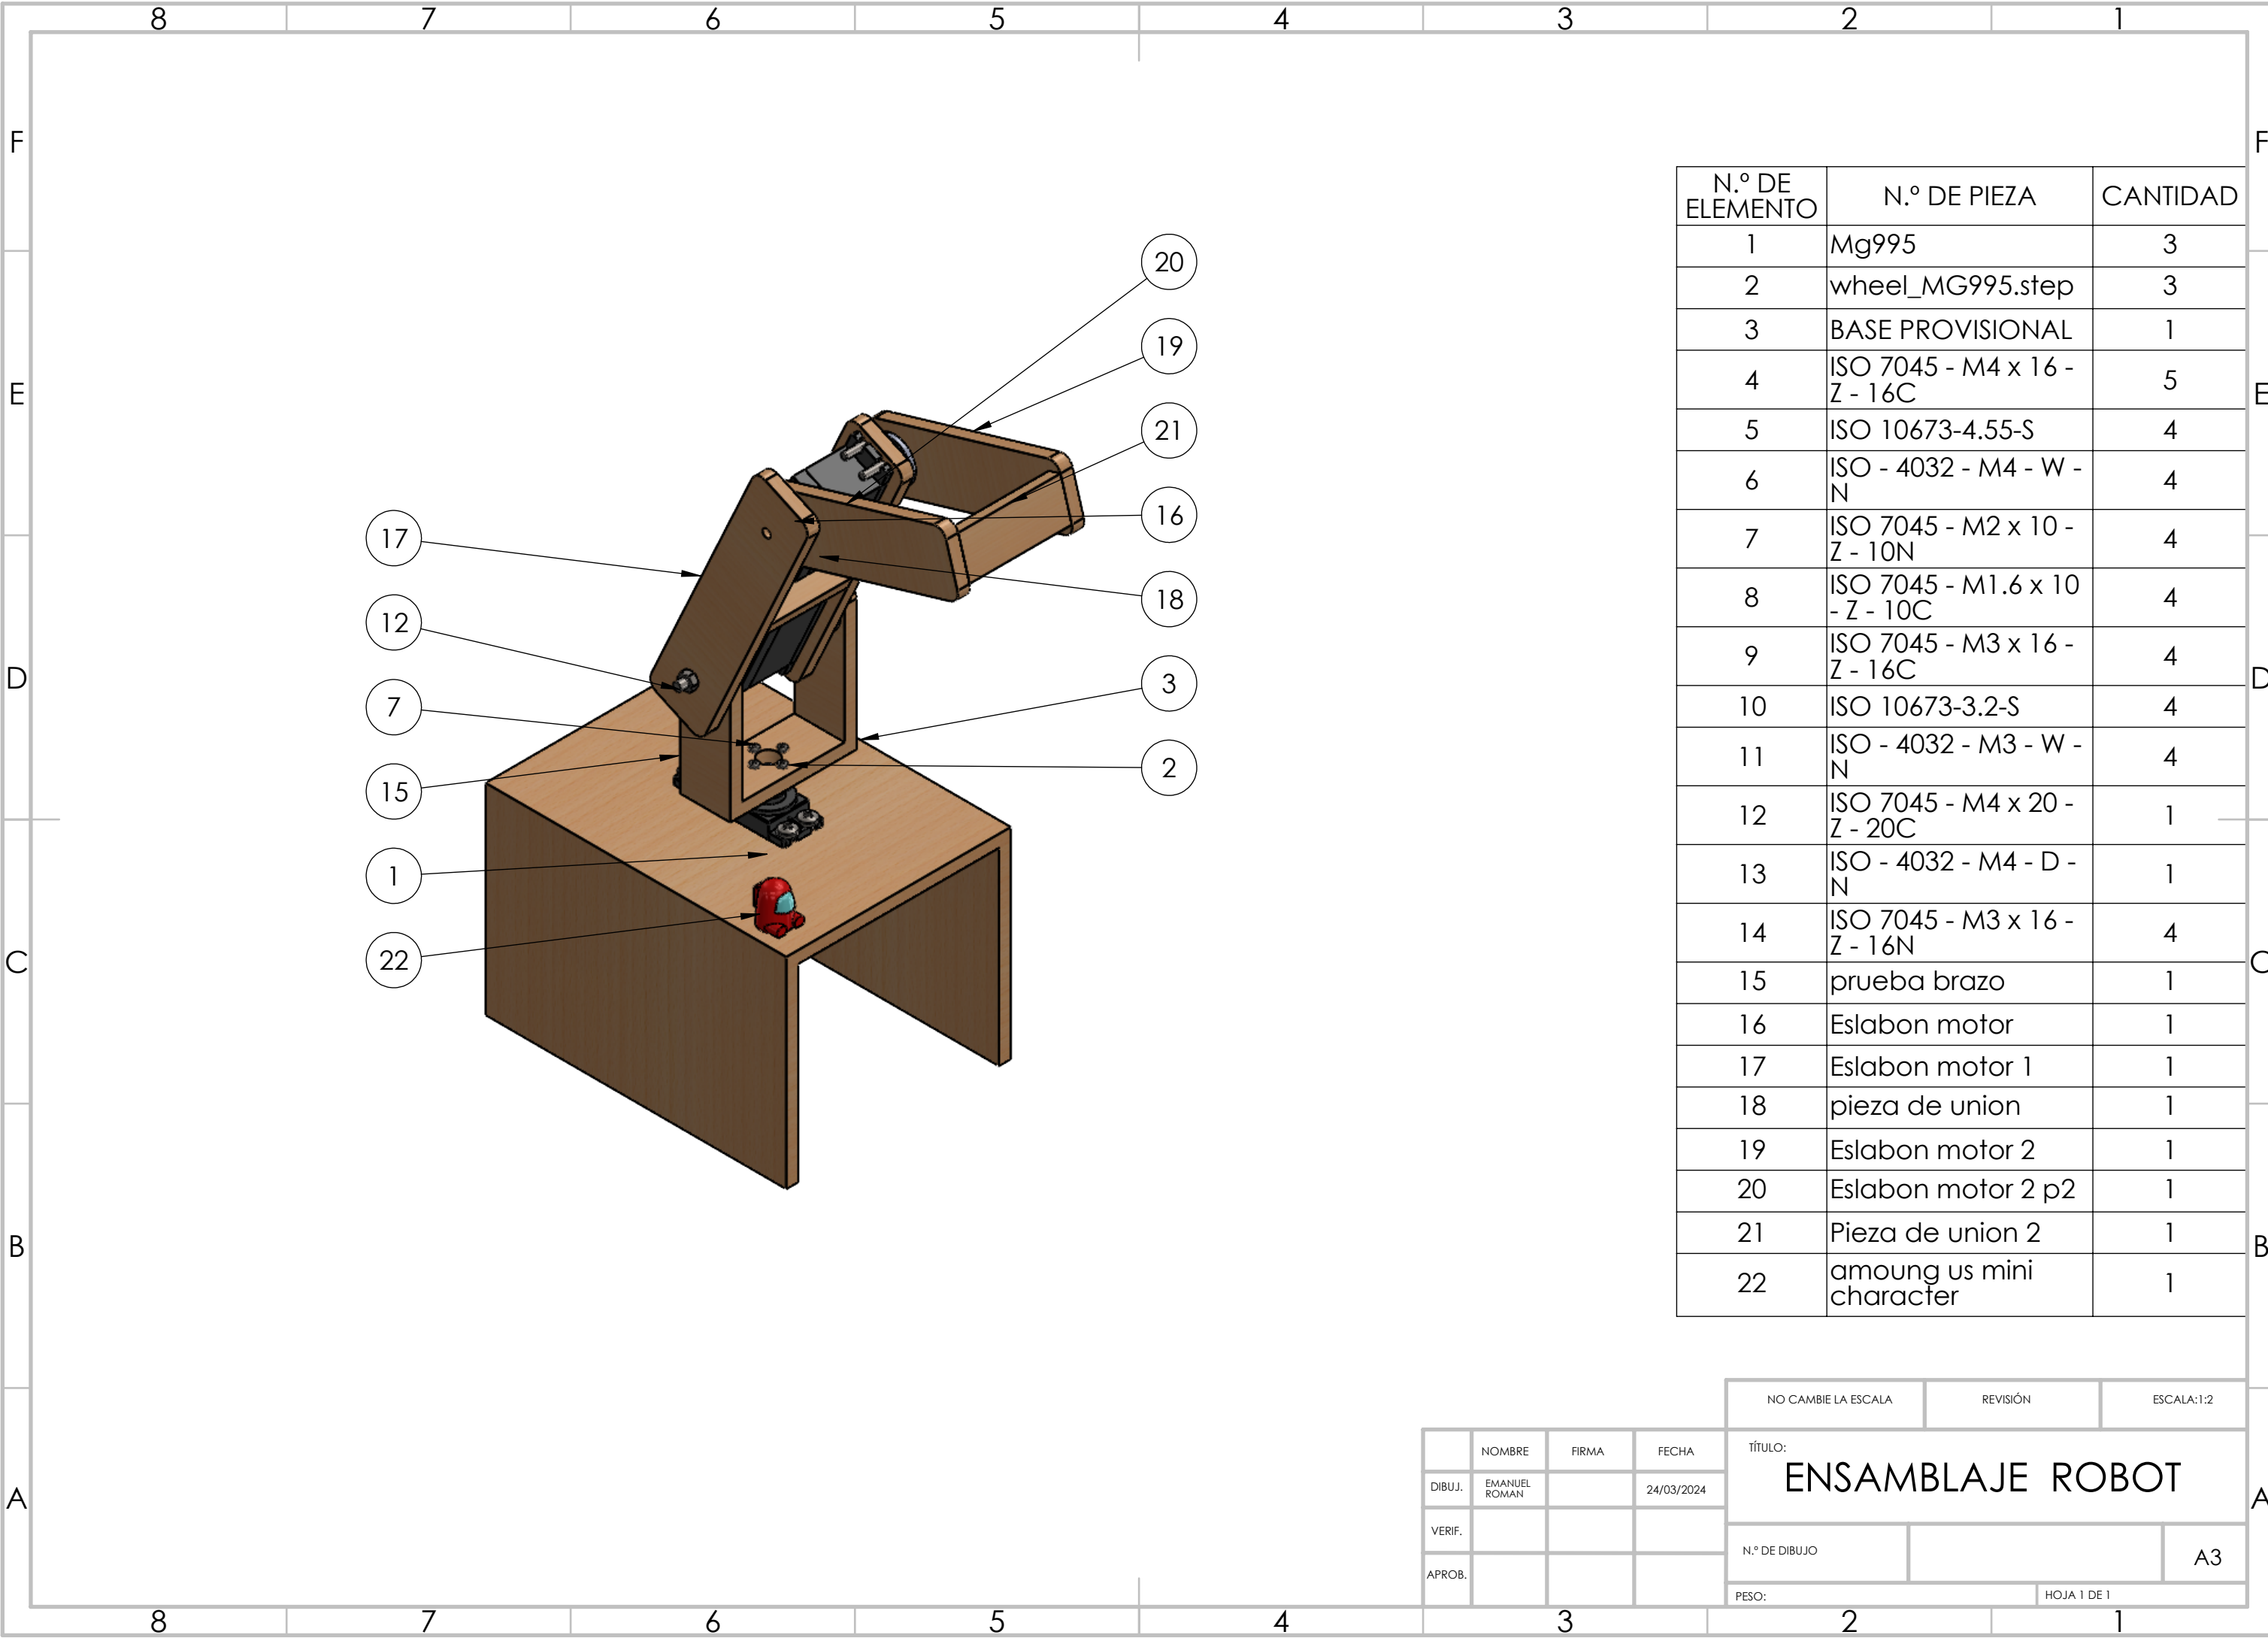 8 7 6 5 4 3 2 1
F F
E E
D D
C C
B B
A A
20
19
21
16
18
3
2
17
12
7
15
1
22
N.º DE ELEMENTO N.º DE PIEZA CANTIDAD
1 Mg995 3
2 wheel_MG995.step 3
3 BASE PROVISIONAL 1
4 ISO 7045 - M4 x 16 - Z - 16C 5
5 ISO 10673-4.55-S 4
6 ISO - 4032 - M4 - W - N 4
7 ISO 7045 - M2 x 10 - Z - 10N 4
8 ISO 7045 - M1.6 x 10 - Z - 10C 4
9 ISO 7045 - M3 x 16 - Z - 16C 4
10 ISO 10673-3.2-S 4
11 ISO - 4032 - M3 - W - N 4
12 ISO 7045 - M4 x 20 - Z - 20C 1
13 ISO - 4032 - M4 - D - N 1
14 ISO 7045 - M3 x 16 - Z - 16N 4
15 prueba brazo 1
16 Eslabon motor 1
17 Eslabon motor 1 1
18 pieza de union 1
19 Eslabon motor 2 1
20 Eslabon motor 2 p2 1
21 Pieza de union 2 1
22 amoung us mini character 1
NO CAMBIE LA ESCALA REVISIÓN ESCALA:1:2
NOMBRE FIRMA FECHA
DIBUJ. EMANUEL ROMAN 24/03/2024
VERIF.
APROB.
TÍTULO:
ENSAMBLAJE ROBOT
N.º DE DIBUJO A3
PESO: HOJA 1 DE 1
8 7 6 5 4 3 2 1